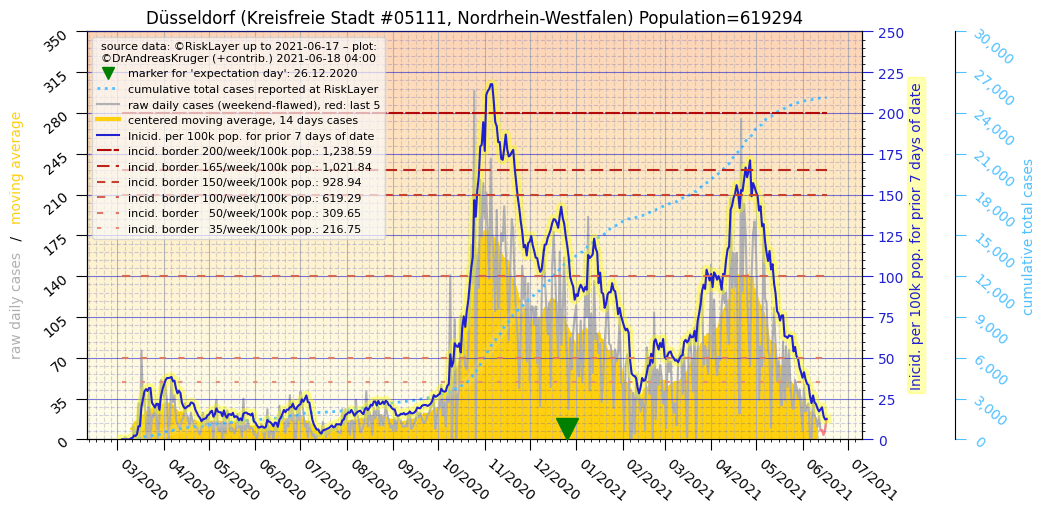 Düsseldorf (Kreisfreie Stadt #05111, Nordrhein-Westfalen) Population=619294
source data: ©RiskLayer up to 2021-06-17 – plot:
©DrAndreasKruger (+contrib.) 2021-06-18 04:00
marker for 'expectation day': 26.12.2020
cumulative total cases reported at RiskLayer
raw daily cases (weekend-flawed), red: last 5
centered moving average, 14 days cases
Inicid. per 100k pop. for prior 7 days of date
incid. border 200/week/100k pop.: 1,238.59
incid. border 165/week/100k pop.: 1,021.84
incid. border 150/week/100k pop.: 928.94
incid. border 100/week/100k pop.: 619.29
incid. border   50/week/100k pop.: 309.65
incid. border   35/week/100k pop.: 216.75
raw daily cases / moving average
350
315
280
245
210
175
140
105
70
35
0
250
225
200
175
150
125
100
75
50
25
0
Inicid. per 100k pop. for prior 7 days of date
30,000
27,000
24,000
21,000
18,000
15,000
12,000
9,000
6,000
3,000
0
cumulative total cases
03/2020
04/2020
05/2020
06/2020
07/2020
08/2020
09/2020
10/2020
11/2020
12/2020
01/2021
02/2021
03/2021
04/2021
05/2021
06/2021
07/2021